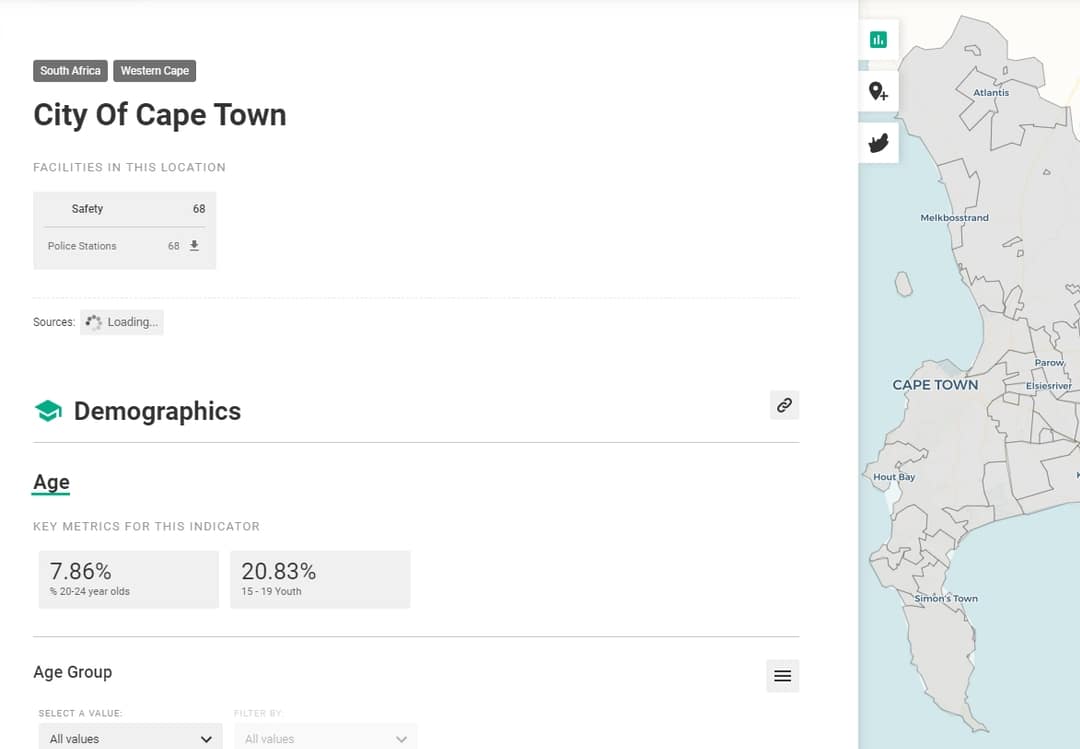 South Africa Western Cape
City Of Cape Town
FACILITIES IN THIS LOCATION
Safety 68
Police Stations 68
Sources: Loading...
Demographics
Age
KEY METRICS FOR THIS INDICATOR
7.86% 20.83%
% 20-24 year olds 15 - 19 Youth
Age Group
SELECT A VALUE: FILTER BY:
All values All values
Atlantis
Melkbosstrand
Parow
CAPE TOWN
Elsiesriver
Hout Bay
Simon's Town